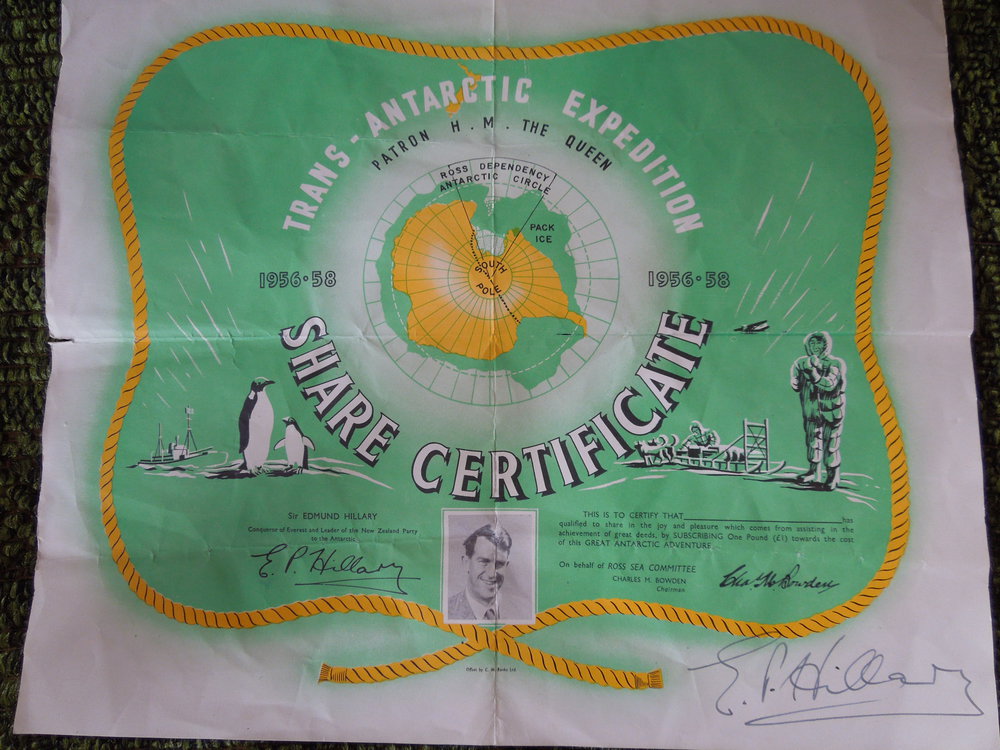 TRANS-ANTARCTIC EXPEDITION
PATRON H.M. THE QUEEN
ROSS DEPENDENCY
ANTARCTIC CIRCLE
PACK
ICE
SOUTH
POLE
1956·58
1956·58
SHARE CERTIFICATE
Sir EDMUND HILLARY
Conqueror of Everest and Leader of the New Zealand Party
to the Antarctic
E. P. Hillary
THIS IS TO CERTIFY THAT has
qualified to share in the joy and pleasure which comes from assisting in the
achievement of great deeds, by SUBSCRIBING One Pound (£1) towards the cost
of this GREAT ANTARCTIC ADVENTURE
On behalf of ROSS SEA COMMITTEE
CHARLES M. BOWDEN
Chairman
Chas M Bowden
Offset by C. M. Banks Ltd.
E. P. Hillary